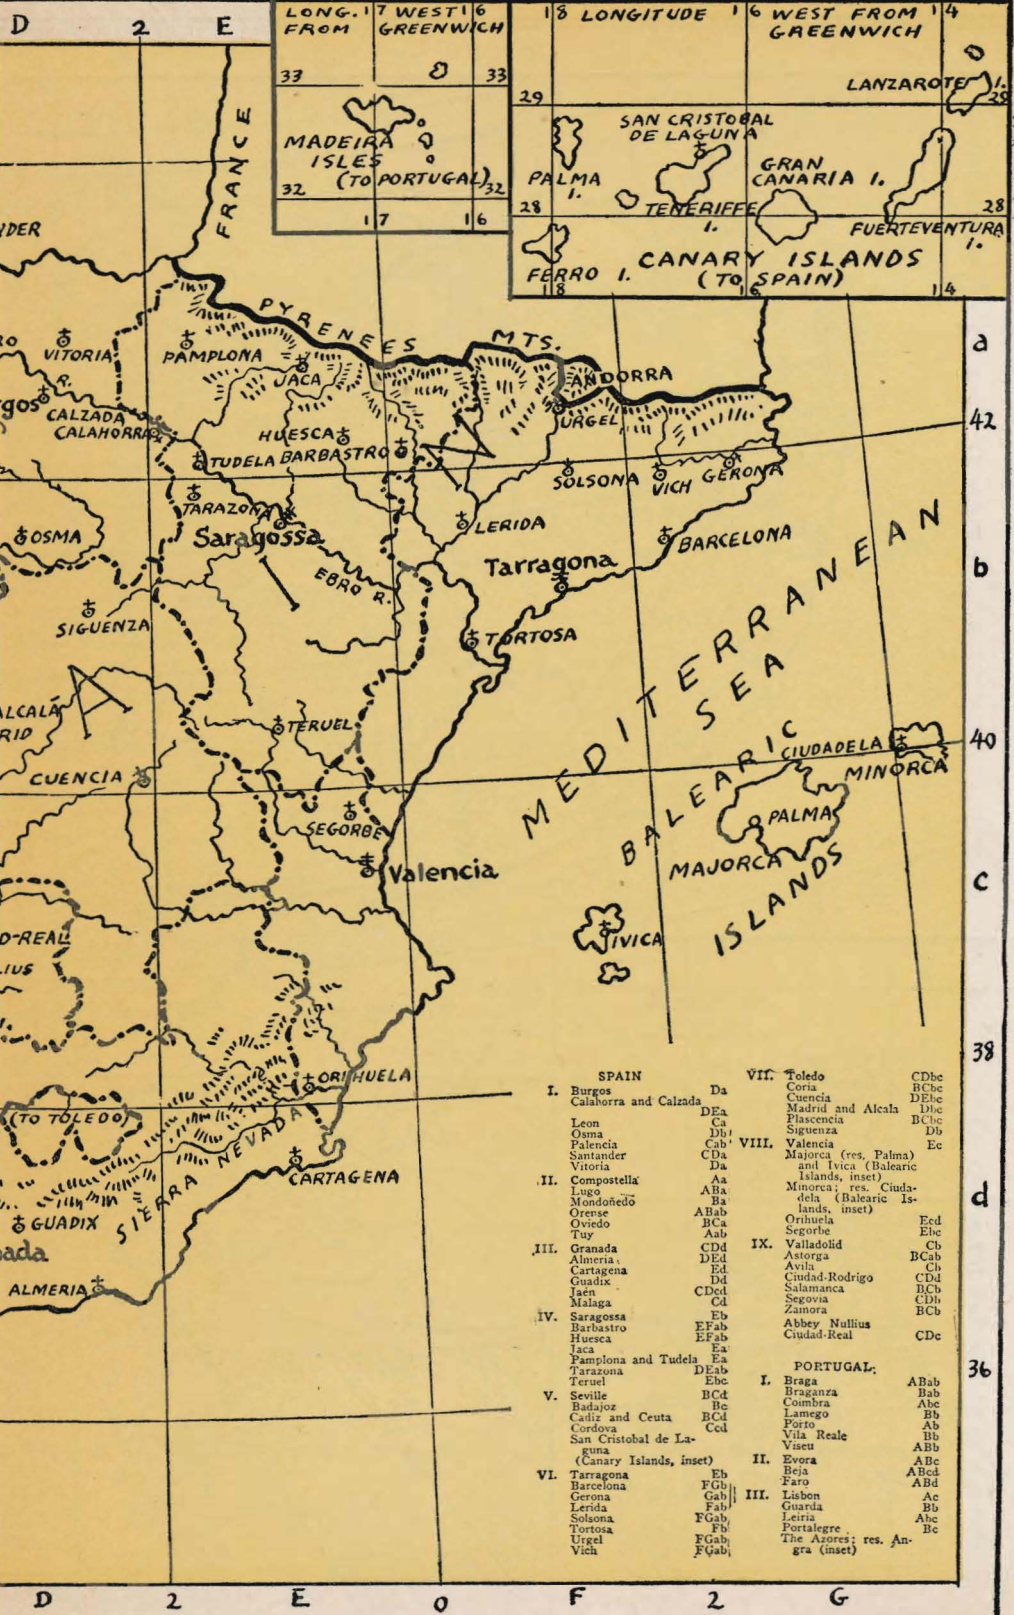 D 2 E
LONG. 17 WEST 16
FROM GREENWICH
33 33
MADEIRA
ISLES
(TO PORTUGAL)
32 32
17 16
18 LONGITUDE 16 WEST FROM 14
GREENWICH
LANZAROTE I.
29 29
SAN CRISTOBAL
DE LAGUNA
PALMA
I.
GRAN
CANARIA I.
TENERIFFE
I.
28 28
FUERTEVENTURA
I.
CANARY ISLANDS
(TO SPAIN)
FERRO I.
18 16 14
FRANCE
YDER
PYRENEES MTS.
a
RO
VITORIA
PAMPLONA
JACA
ANDORRA
R.
gos
CALZADA
CALAHORRA
URGEL
42
HUESCA
TUDELA BARBASTRO
N
SOLSONA
VICH
GERONA
TARAZONA
Saragossa
LERIDA
OSMA
BARCELONA
EBRO R.
Tarragona
b
I
SIGUENZA
TORTOSA
MEDITERRANEAN
SEA
A
ALCALÁ
RID
TERUEL
CUENCIA
40
BALEARIC
ISLANDS
CIUDADELA
MINORCA
PALMA
MAJORCA
SEGORBE
Valencia
c
D-REAL
LIUS
IVICA
38
ORIHUELA
(TO TOLEDO)
SIERRA NEVADA
CARTAGENA
GUADIX
ada
ALMERIA
d
36
SPAIN
I. Burgos Da
Calahorra and Calzada
DEa
Leon Ca
Osma Db
Palencia Cab
Santander CDa
Vitoria Da
II. Compostella Aa
Lugo ABa
Mondoñedo Ba
Orense ABab
Oviedo BCa
Tuy Aab
III. Granada CDd
Almeria DEd
Cartagena Ed
Guadix Dd
Jaén CDcd
Malaga Cd
IV. Saragossa Eb
Barbastro EFab
Huesca EFab
Jaca Ea
Pamplona and Tudela Ea
Tarazona DEab
Teruel Ebc
V. Seville BCd
Badajoz Bc
Cadiz and Ceuta BCd
Cordova Ccd
San Cristobal de La-
guna
(Canary Islands, inset)
VI. Tarragona Eb
Barcelona FGb
Gerona Gab
Lerida Fab
Solsona FGab
Tortosa Fb
Urgel FGab
Vich FGab
VII. Toledo CDbc
Coria BCbc
Cuencia DEbc
Madrid and Alcala Dbc
Plascencia BCbc
Siguenza Db
VIII. Valencia Ec
Majorca (res. Palma)
and Ivica (Balearic
Islands, inset)
Minorca; res. Ciuda-
dela (Balearic Is-
lands, inset)
Orihuela Ecd
Segorbe Ebc
IX. Valladolid Cb
Astorga BCab
Avila Cb
Ciudad-Rodrigo CDd
Salamanca BCb
Segovia CDb
Zamora BCb
Abbey Nullius
Ciudad-Real CDc
PORTUGAL:
I. Braga ABab
Braganza Bab
Coimbra Abc
Lamego Bb
Porto Ab
Vila Reale Bb
Viseu ABb
II. Evora ABc
Beja ABcd
Faro ABd
III. Lisbon Ac
Guarda Bb
Leiria Abc
Portalegre Bc
The Azores; res. An-
gra (inset)
D 2 E 0 F 2 G